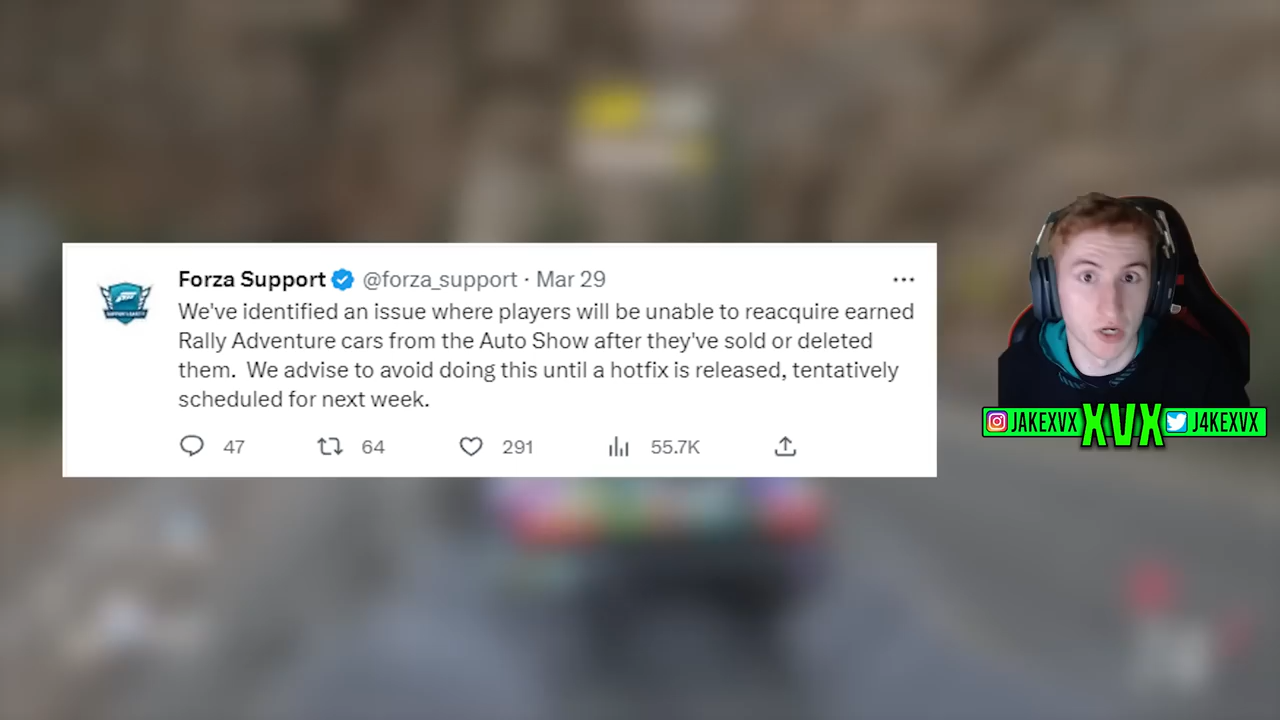 Forza Support @forza_support · Mar 29
We've identified an issue where players will be unable to reacquire earned
Rally Adventure cars from the Auto Show after they've sold or deleted
them.  We advise to avoid doing this until a hotfix is released, tentatively
scheduled for next week.
47 64 291 55.7K
JAKEXVX XVX J4KEXVX